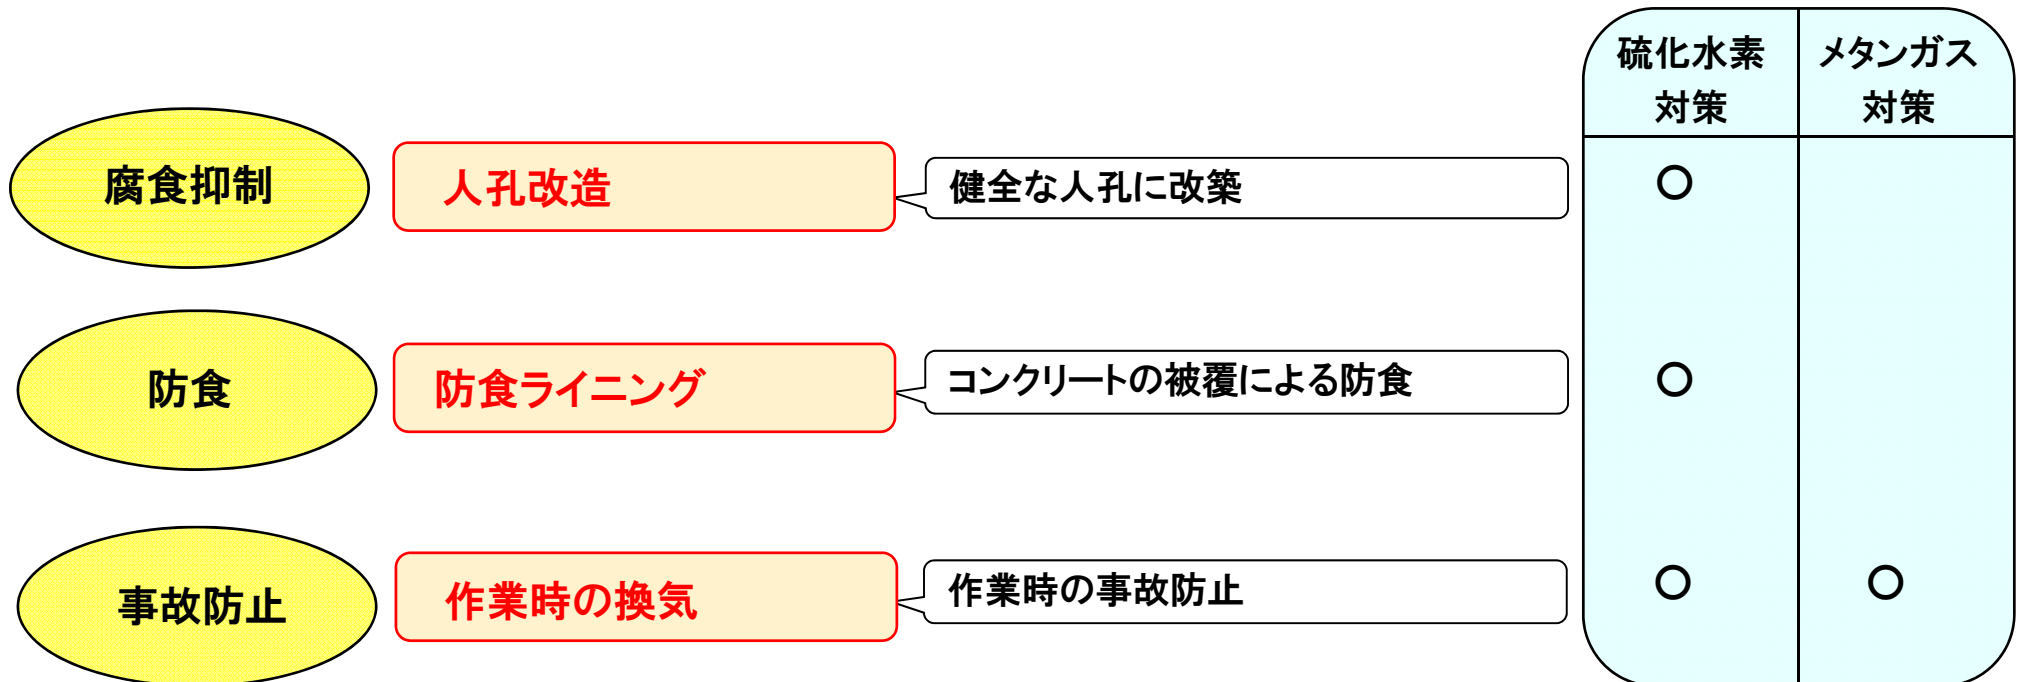 硫化水素
対策
メタンガス
対策
腐食抑制
人孔改造
健全な人孔に改築
〇
防食
防食ライニング
コンクリートの被覆による防食
〇
事故防止
作業時の換気
作業時の事故防止
〇
〇